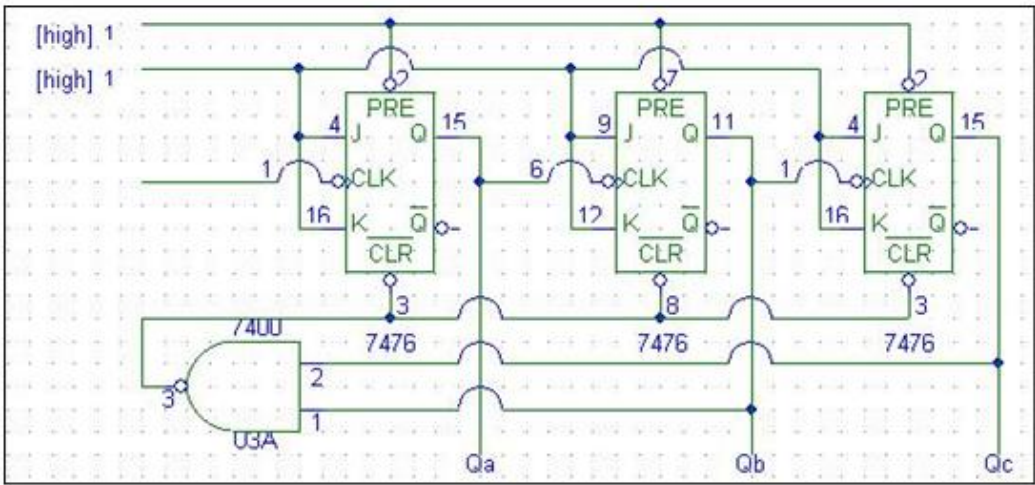 [high] 1
[high] 1
2 7 2
PRE PRE PRE
4 J Q 15 9 J Q 11 4 J Q 15
1 CLK 6 CLK 1 CLK
16 K Q 12 K Q 16 K Q
CLR CLR CLR
3 8 3
7400 7476 7476 7476
2
3
1
U3A
Qa Qb Qc